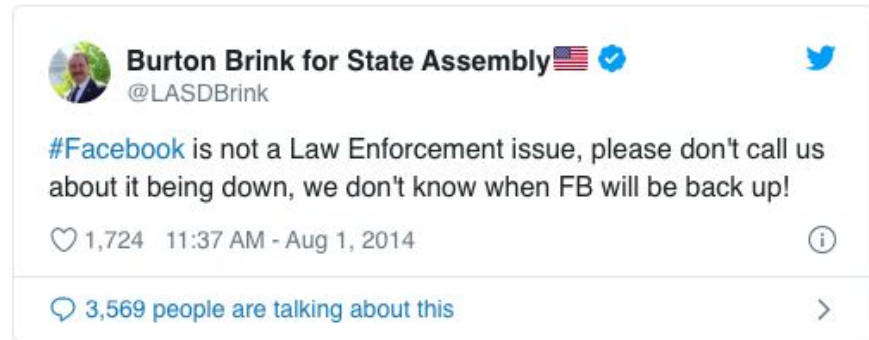 Burton Brink for State Assembly🇺🇸
@LASDBrink
#Facebook is not a Law Enforcement issue, please don't call us
about it being down, we don't know when FB will be back up!
1,724 11:37 AM - Aug 1, 2014
3,569 people are talking about this